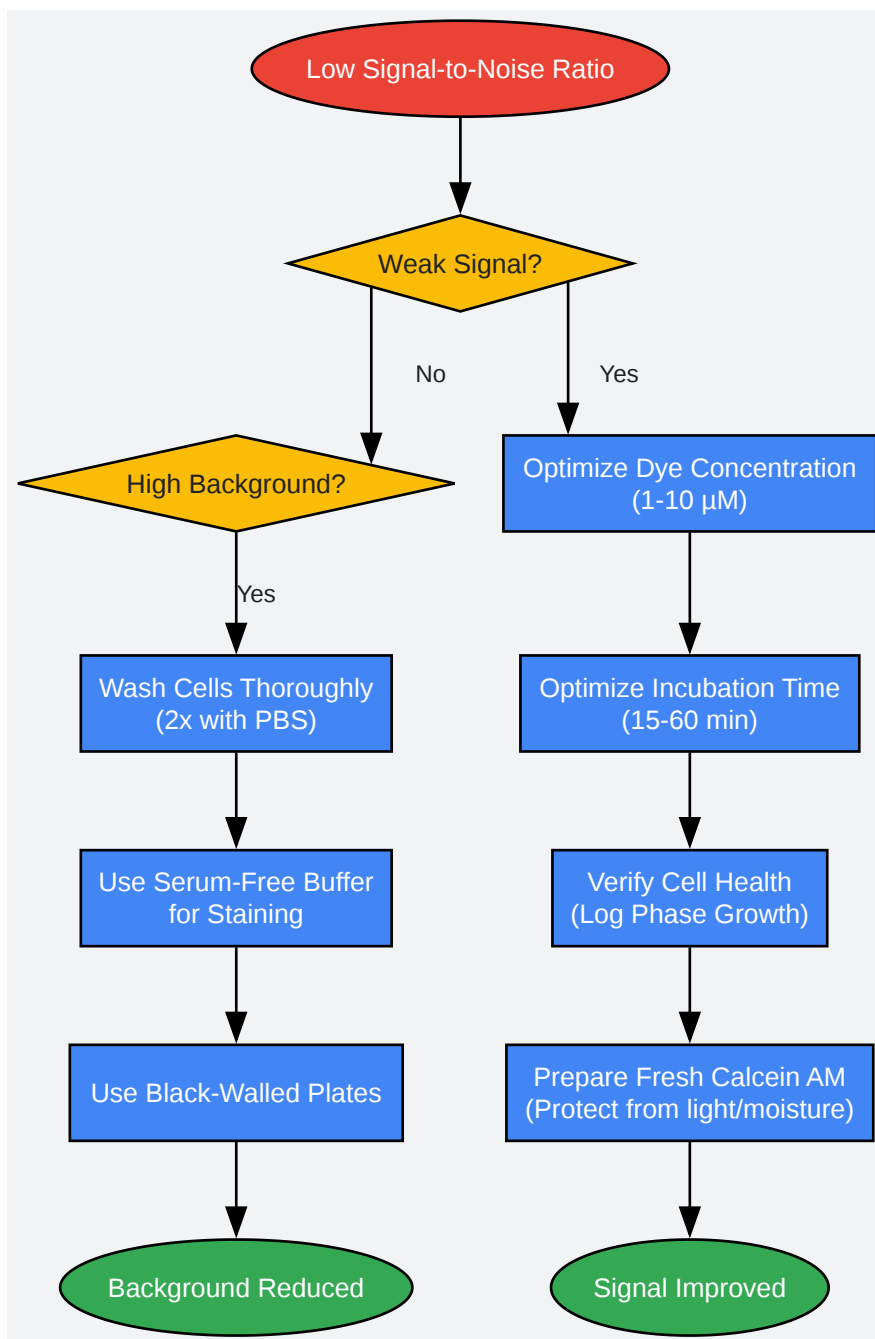 Low Signal-to-Noise Ratio
Weak Signal?
No
Yes
High Background?
Optimize Dye Concentration
(1-10 µM)
Yes
Wash Cells Thoroughly
(2x with PBS)
Optimize Incubation Time
(15-60 min)
Use Serum-Free Buffer
for Staining
Verify Cell Health
(Log Phase Growth)
Use Black-Walled Plates
Prepare Fresh Calcein AM
(Protect from light/moisture)
Background Reduced
Signal Improved